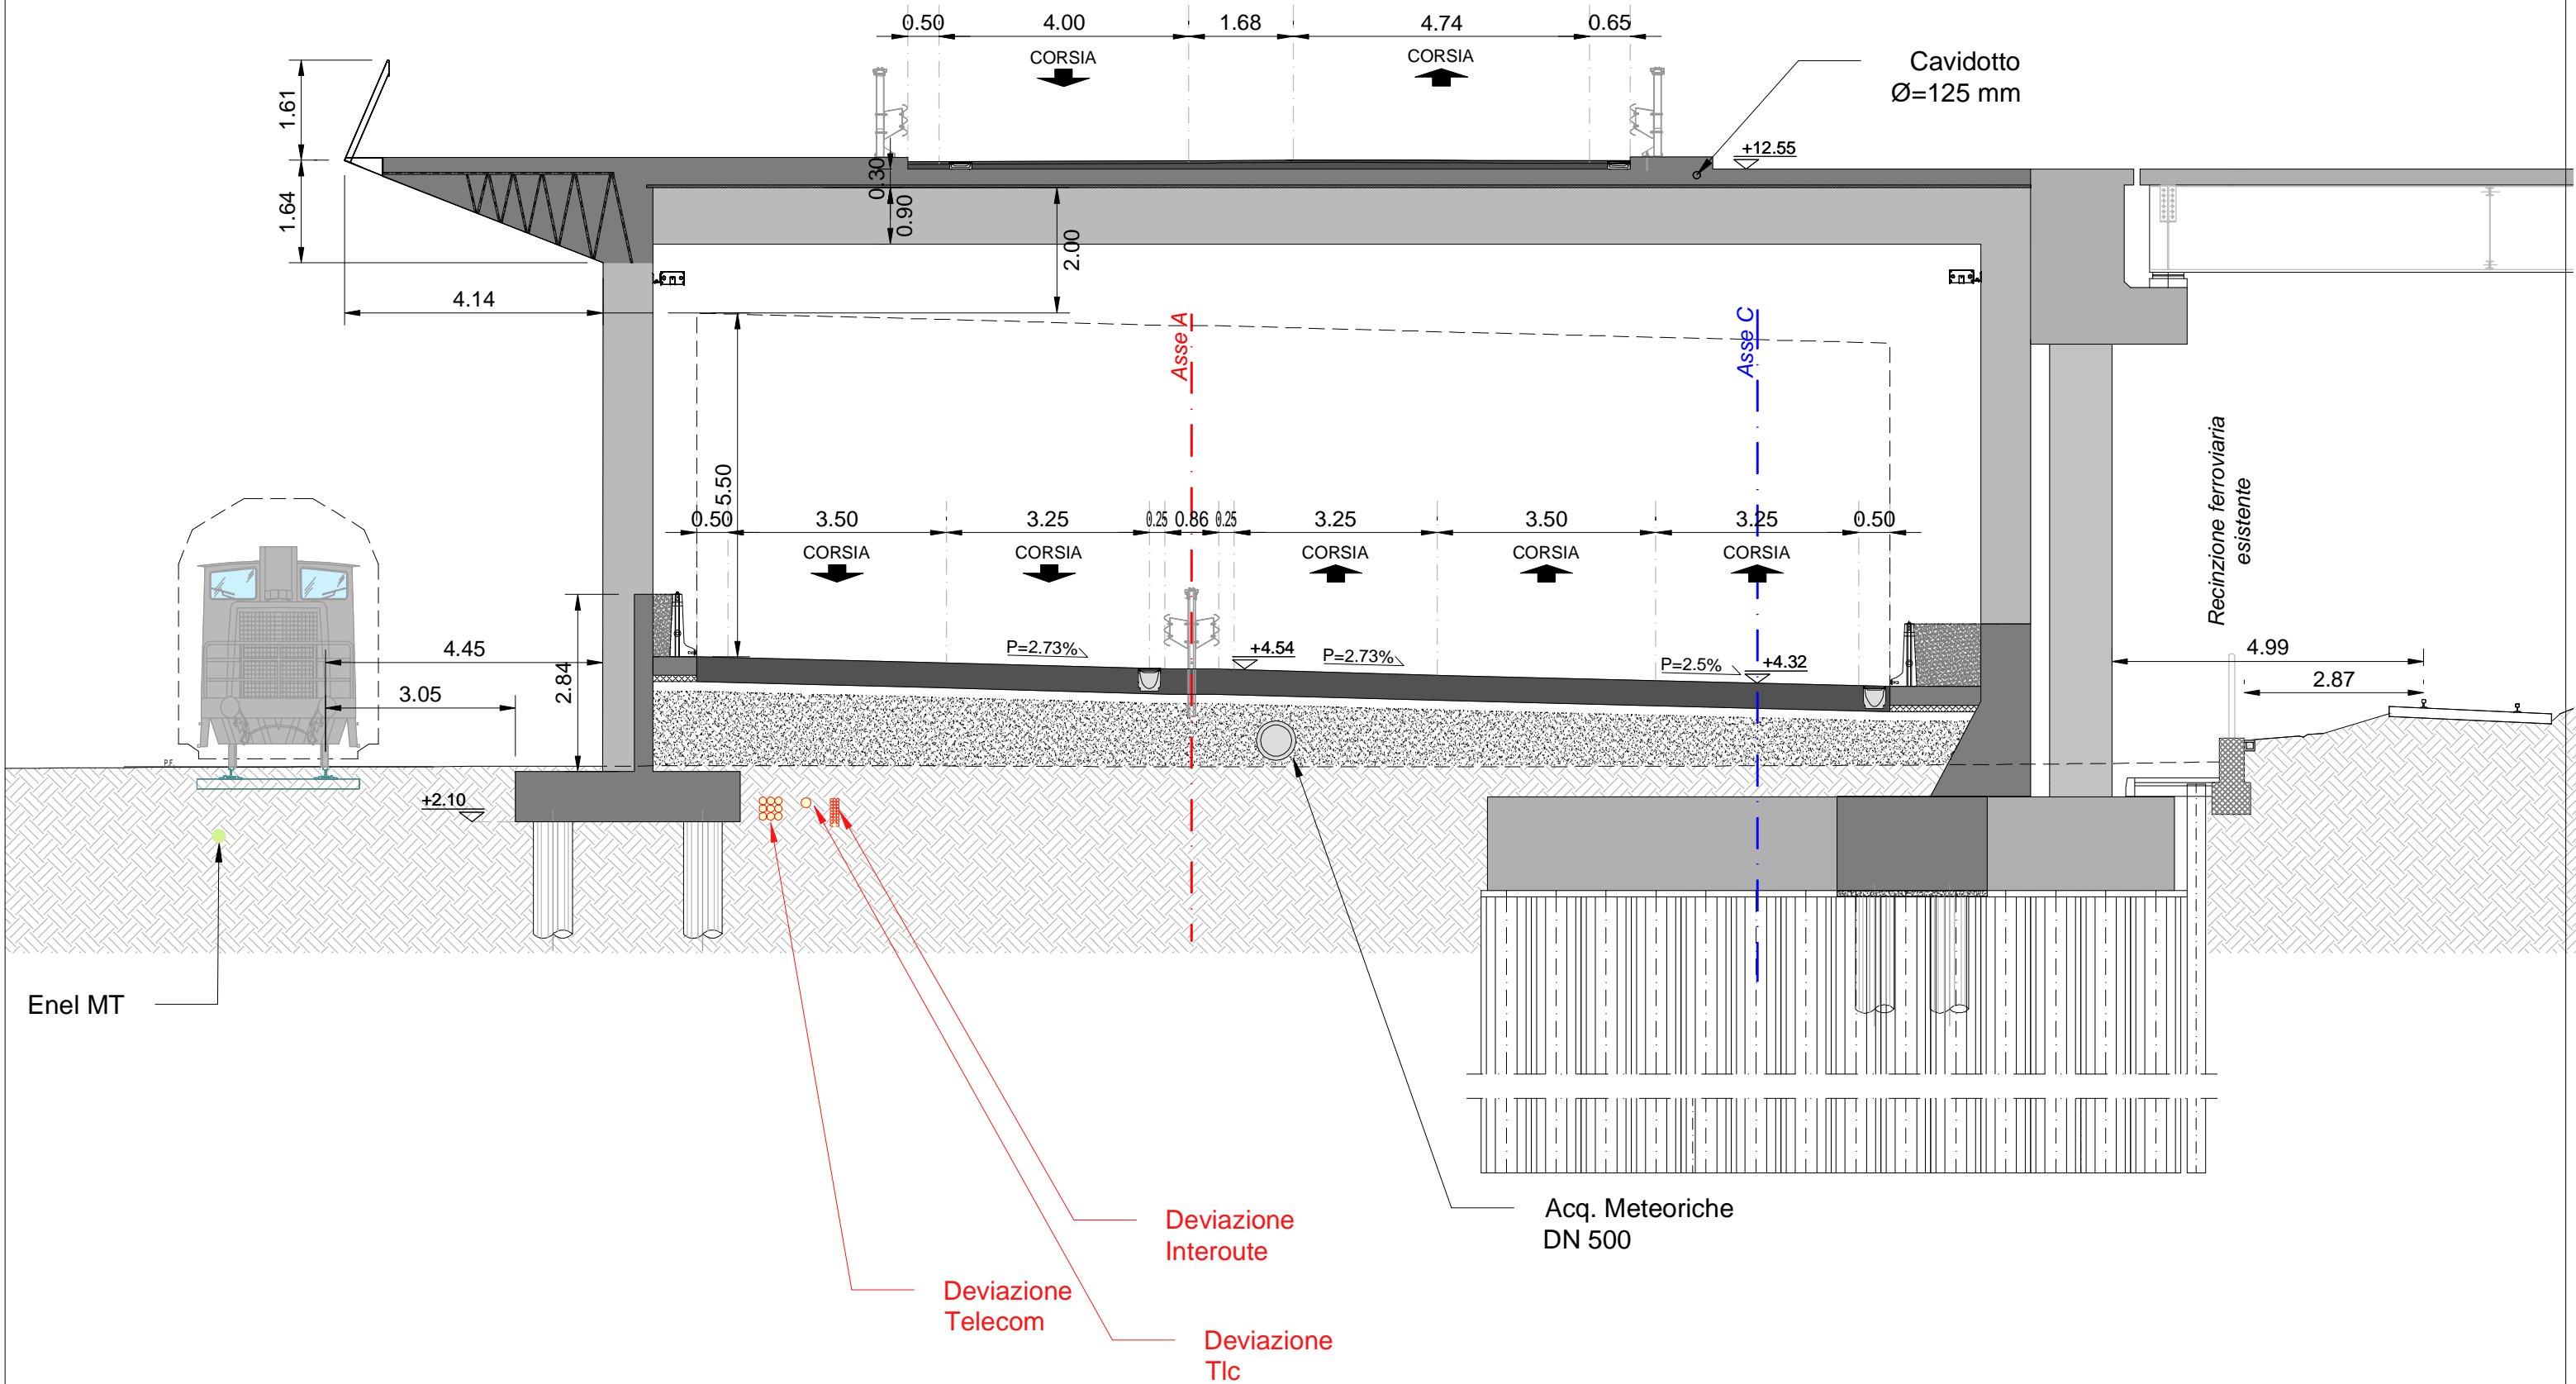 0.50 4.00 1.68 4.74 0.65
CORSIA CORSIA
Cavidotto
Ø=125 mm
1.61
+12.55
0.30
1.64
0.90
2.00
4.14
Asse A
Asse C
Recinzione ferroviaria
esistente
5.50
0.50 3.50 3.25 0.25 0.86 0.25 3.25 3.50 3.25 0.50
CORSIA CORSIA CORSIA CORSIA CORSIA
4.45
2.84
P=2.73% +4.54 P=2.73% P=2.5% +4.32
4.99
2.87
3.05
P.F.
+2.10
Enel MT
Deviazione
Interoute
Acq. Meteoriche
DN 500
Deviazione
Telecom
Deviazione
Tlc